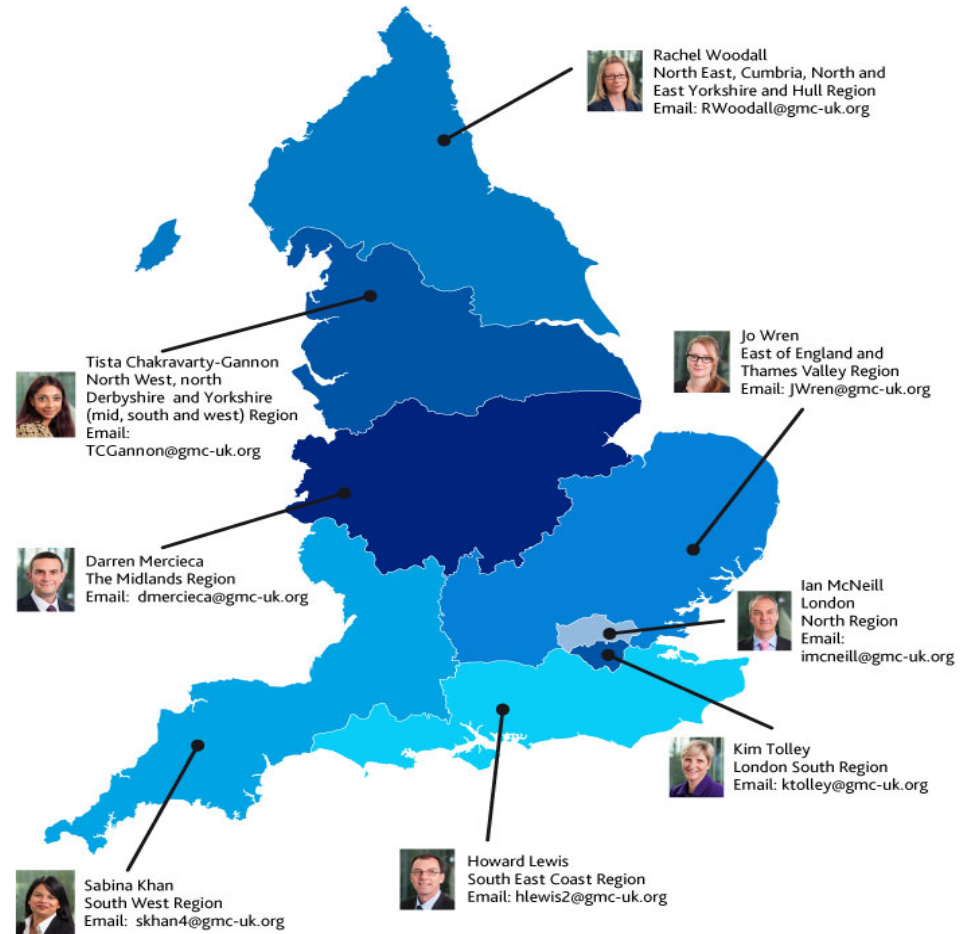 Rachel Woodall
North East, Cumbria, North and
East Yorkshire and Hull Region
Email: RWoodall@gmc-uk.org
Jo Wren
East of England and
Thames Valley Region
Email: JWren@gmc-uk.org
Tista Chakravarty-Gannon
North West, north
Derbyshire and Yorkshire
(mid, south and west) Region
Email:
TCGannon@gmc-uk.org
Darren Mercieca
The Midlands Region
Email: dmercieca@gmc-uk.org
Ian McNeill
London
North Region
Email:
imcneill@gmc-uk.org
Kim Tolley
London South Region
Email: ktolley@gmc-uk.org
Howard Lewis
South East Coast Region
Email: hlewis2@gmc-uk.org
Sabina Khan
South West Region
Email: skhan4@gmc-uk.org